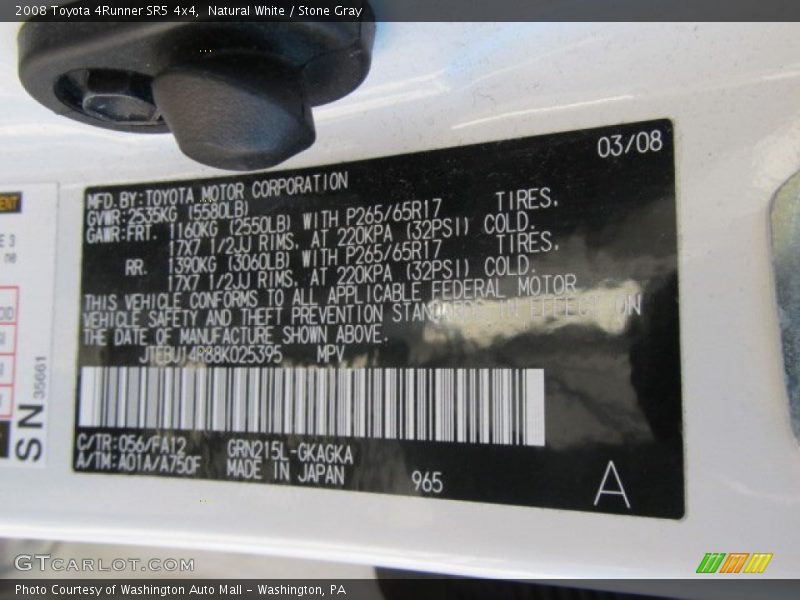 2008 Toyota 4Runner SR5 4x4, Natural White / Stone Gray
03/08
MFD.BY:TOYOTA MOTOR CORPORATION
GVWR:2535KG (5580LB)
GAWR:FRT. 1160KG (2550LB) WITH P265/65R17 TIRES,
17X7 1/2JJ RIMS, AT 220KPA (32PSI) COLD.
RR. 1390KG (3060LB) WITH P265/65R17 TIRES,
17X7 1/2JJ RIMS, AT 220KPA (32PSI) COLD.
THIS VEHICLE CONFORMS TO ALL APPLICABLE FEDERAL MOTOR
VEHICLE SAFETY AND THEFT PREVENTION STANDARDS IN EFFECT ON
THE DATE OF MANUFACTURE SHOWN ABOVE.
JTEBU14R88K025395 MPV
C/TR:056/FA12 GRN215L-GKAGKA
A/TM:A01A/A750F MADE IN JAPAN 965 A
SN 35661
GTCARLOT.COM
Photo Courtesy of Washington Auto Mall - Washington, PA